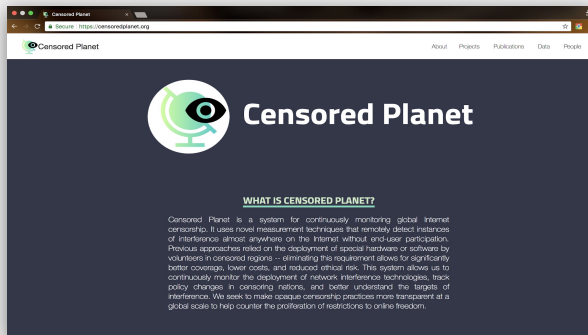 Censored Planet
Secure | https://censoredplanet.org
Censored Planet
About Projects Publications Data People
Censored Planet
WHAT IS CENSORED PLANET?
Censored Planet is a system for continuously monitoring global Internet
censorship. It uses novel measurement techniques that remotely detect instances
of interference almost anywhere on the Internet without end-user participation.
Previous approaches relied on the deployment of special hardware or software by
volunteers in censored regions -- eliminating this requirement allows for significantly
better coverage, lower costs, and reduced ethical risk. This system allows us to
continuously monitor the deployment of network interference technologies, track
policy changes in censoring nations, and better understand the targets of
interference. We seek to make opaque censorship practices more transparent at a
global scale to help counter the proliferation of restrictions to online freedom.